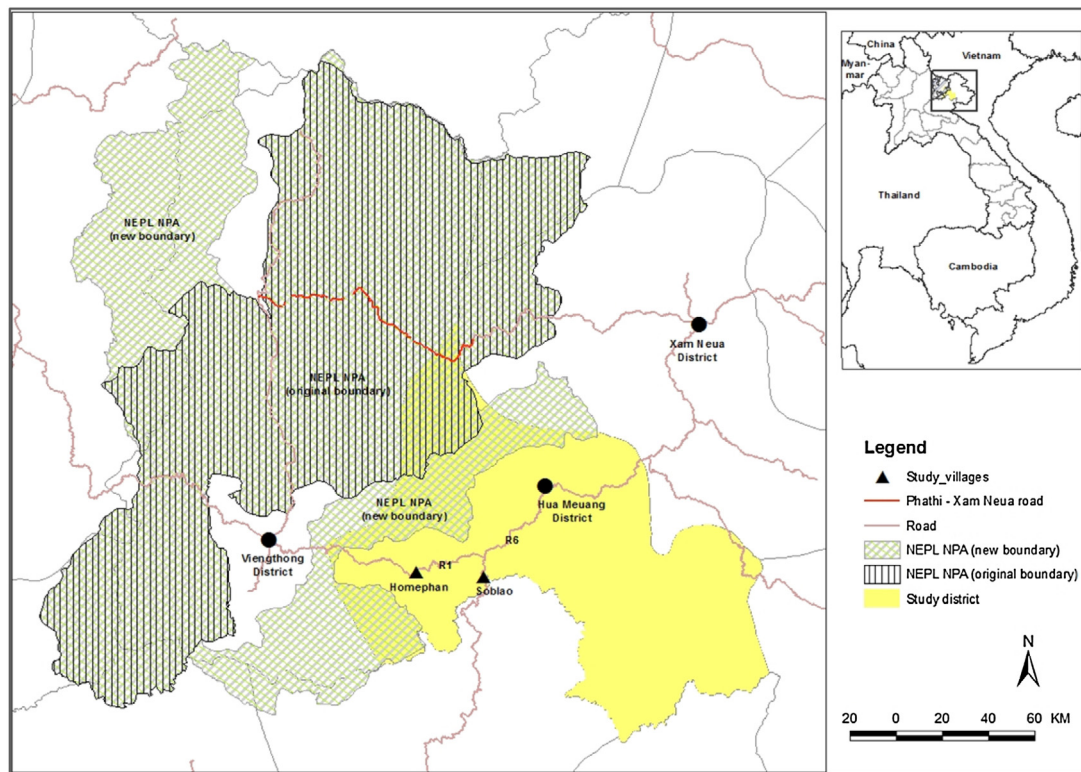 NEPL NPA
(new boundary)
NEPL NPA
(original boundary)
Xam Neua
District
NEPL NPA
(new boundary)
Hua Meuang
District
Viengthong
District
R6
R1
Homephan
Soblao
China
Vietnam
Myan-
mar
Thailand
Cambodia
Legend
Study_villages
Phathi - Xam Neua road
Road
NEPL NPA (new boundary)
NEPL NPA (original boundary)
Study district
N
20 0 20 40 60 KM